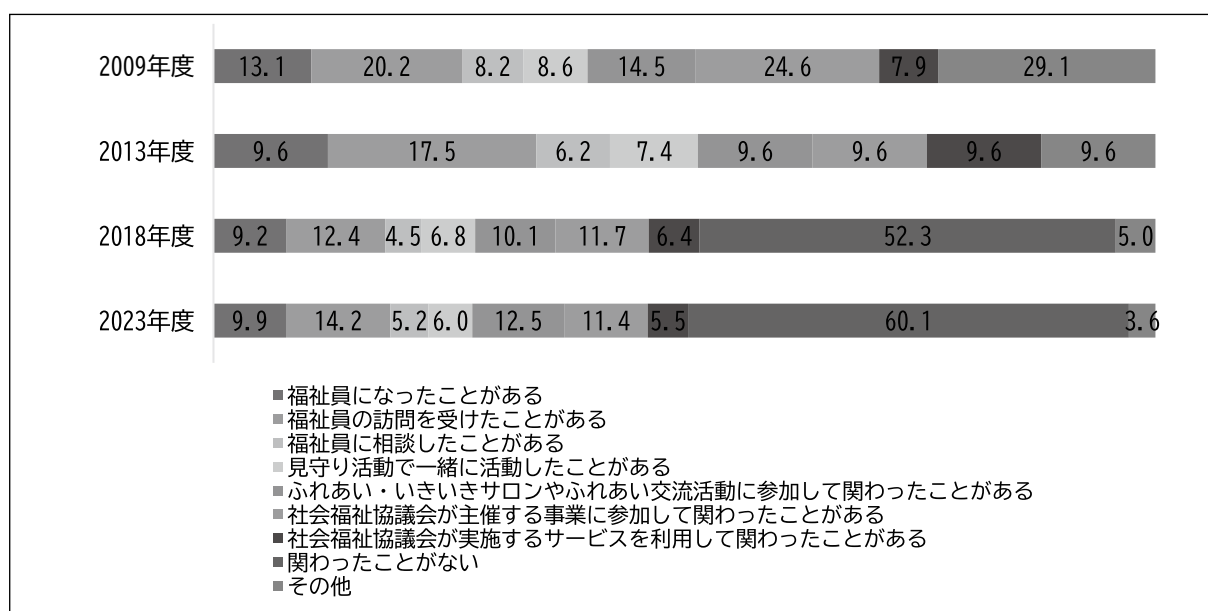 2009年度 13.1 20.2 8.2 8.6 14.5 24.6 7.9 29.1
2013年度 9.6 17.5 6.2 7.4 9.6 9.6 9.6 9.6
2018年度 9.2 12.4 4.5 6.8 10.1 11.7 6.4 52.3 5.0
2023年度 9.9 14.2 5.2 6.0 12.5 11.4 5.5 60.1 3.6
福祉員になったことがある
福祉員の訪問を受けたことがある
福祉員に相談したことがある
見守り活動で一緒に活動したことがある
ふれあい・いきいきサロンやふれあい交流活動に参加して関わったことがある
社会福祉協議会が主催する事業に参加して関わったことがある
社会福祉協議会が実施するサービスを利用して関わったことがある
関わったことがない
その他